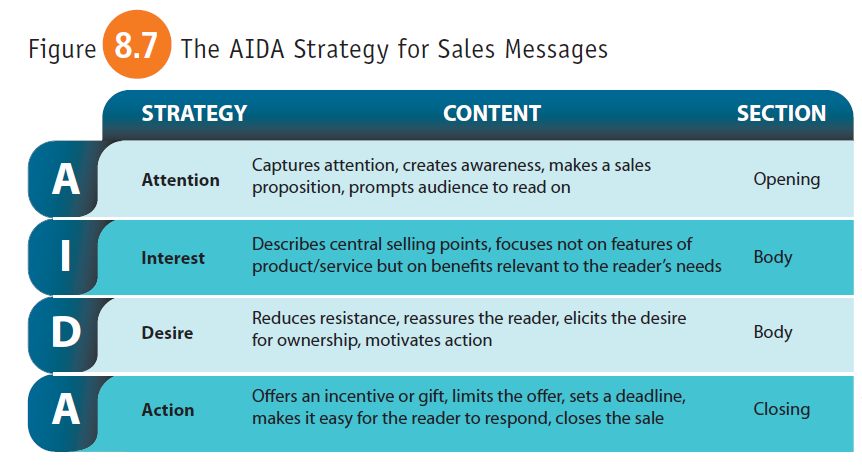 Figure 8.7 The AIDA Strategy for Sales Messages
STRATEGY CONTENT SECTION
A Attention Captures attention, creates awareness, makes a sales
proposition, prompts audience to read on Opening
I Interest Describes central selling points, focuses not on features of
product/service but on benefits relevant to the reader's needs Body
D Desire Reduces resistance, reassures the reader, elicits the desire
for ownership, motivates action Body
A Action Offers an incentive or gift, limits the offer, sets a deadline,
makes it easy for the reader to respond, closes the sale Closing